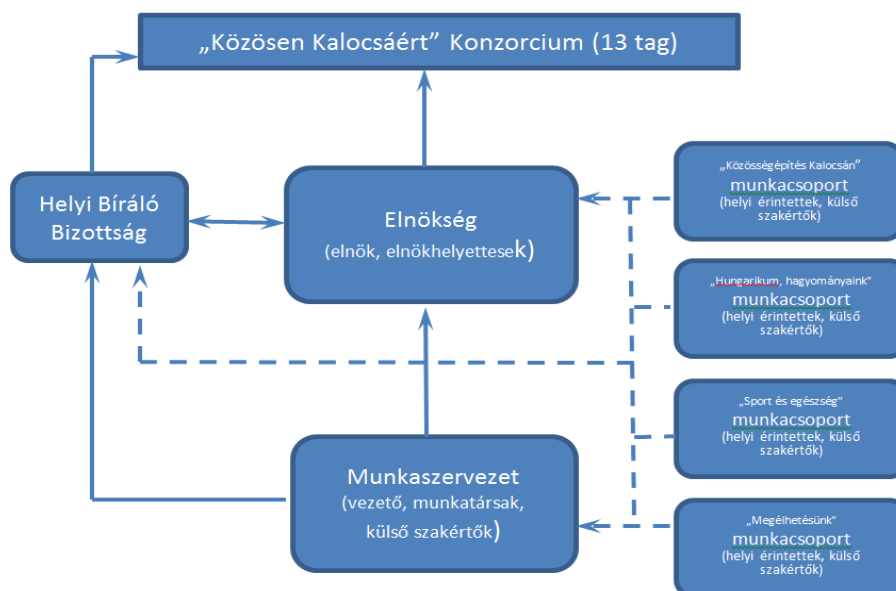 „Közösen Kalocsáért” Konzorcium (13 tag)
Helyi Bíráló
Bizottság
Elnökség
(elnök, elnökhelyettesek)
Munkaszervezet
(vezető, munkatársak,
külső szakértők)
„Közösségépítés Kalocsán”
munkacsoport
(helyi érintettek, külső
szakértők)
„Hungarikum, hagyományaink”
munkacsoport
(helyi érintettek, külső
szakértők)
„Sport és egészség”
munkacsoport
(helyi érintettek, külső
szakértők)
„Megélhetésünk”
munkacsoport
(helyi érintettek, külső
szakértők)